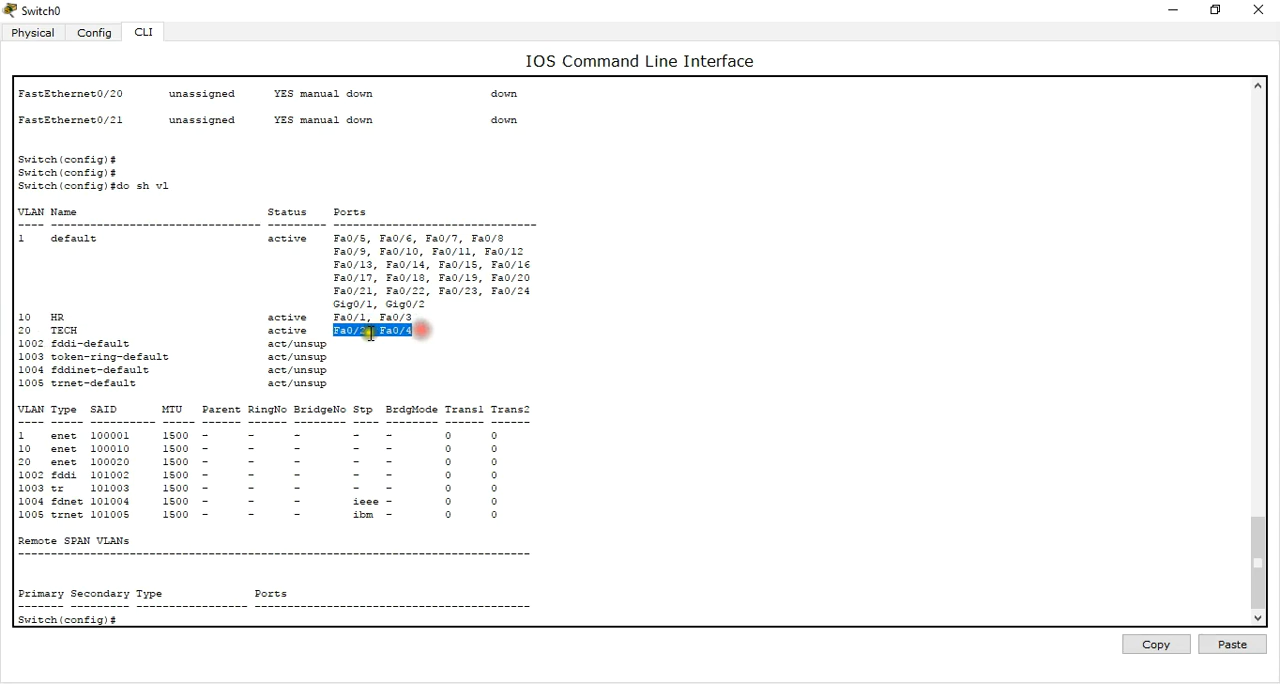 Switch0
Physical Config CLI
IOS Command Line Interface
FastEthernet0/20 unassigned YES manual down down
FastEthernet0/21 unassigned YES manual down down
Switch(config)#
Switch(config)#
Switch(config)#do sh vl
VLAN Name Status Ports
---- -------------------------------- --------- -------------------------------
1 default active Fa0/5, Fa0/6, Fa0/7, Fa0/8
Fa0/9, Fa0/10, Fa0/11, Fa0/12
Fa0/13, Fa0/14, Fa0/15, Fa0/16
Fa0/17, Fa0/18, Fa0/19, Fa0/20
Fa0/21, Fa0/22, Fa0/23, Fa0/24
Gig0/1, Gig0/2
10 HR active Fa0/1, Fa0/3
20 TECH active Fa0/2, Fa0/4
1002 fddi-default act/unsup
1003 token-ring-default act/unsup
1004 fddinet-default act/unsup
1005 trnet-default act/unsup
VLAN Type SAID MTU Parent RingNo BridgeNo Stp BrdgMode Trans1 Trans2
---- ----- ---------- ----- ------ ------ -------- ---- -------- ------ ------
1 enet 100001 1500 - - - - - 0 0
10 enet 100010 1500 - - - - - 0 0
20 enet 100020 1500 - - - - - 0 0
1002 fddi 101002 1500 - - - - - 0 0
1003 tr 101003 1500 - - - - - 0 0
1004 fdnet 101004 1500 - - - ieee - 0 0
1005 trnet 101005 1500 - - - ibm - 0 0
Remote SPAN VLANs
------------------------------------------------------------------------------
Primary Secondary Type Ports
------- --------- ----------------- ------------------------------------------
Switch(config)#
Copy Paste